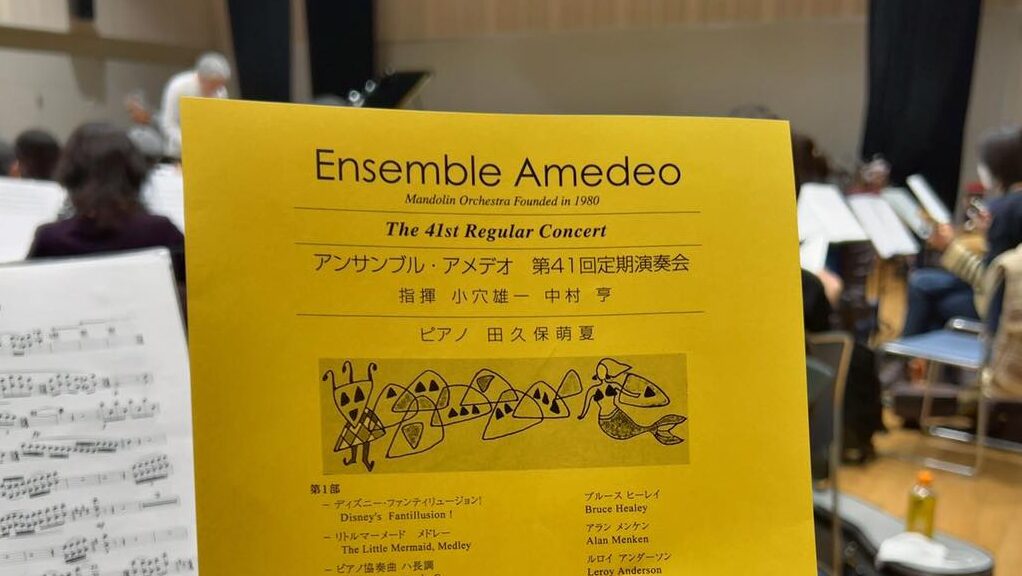 Ensemble Amedeo
Mandolin Orchestra Founded in 1980
The 41st Regular Concert
アンサンブル・アメデオ　第41回定期演奏会
指揮　小穴雄一　中村　亨
ピアノ　田久保萌夏
第1部
– ディズニー・ファンティリュージョン!
Disney's Fantillusion !
ブルース ヒーレイ
Bruce Healey
– リトルマーメード　メドレー
The Little Mermaid, Medley
アラン メンケン
Alan Menken
– ピアノ協奏曲 ハ長調
ルロイ アンダーソン
Leroy Anderson